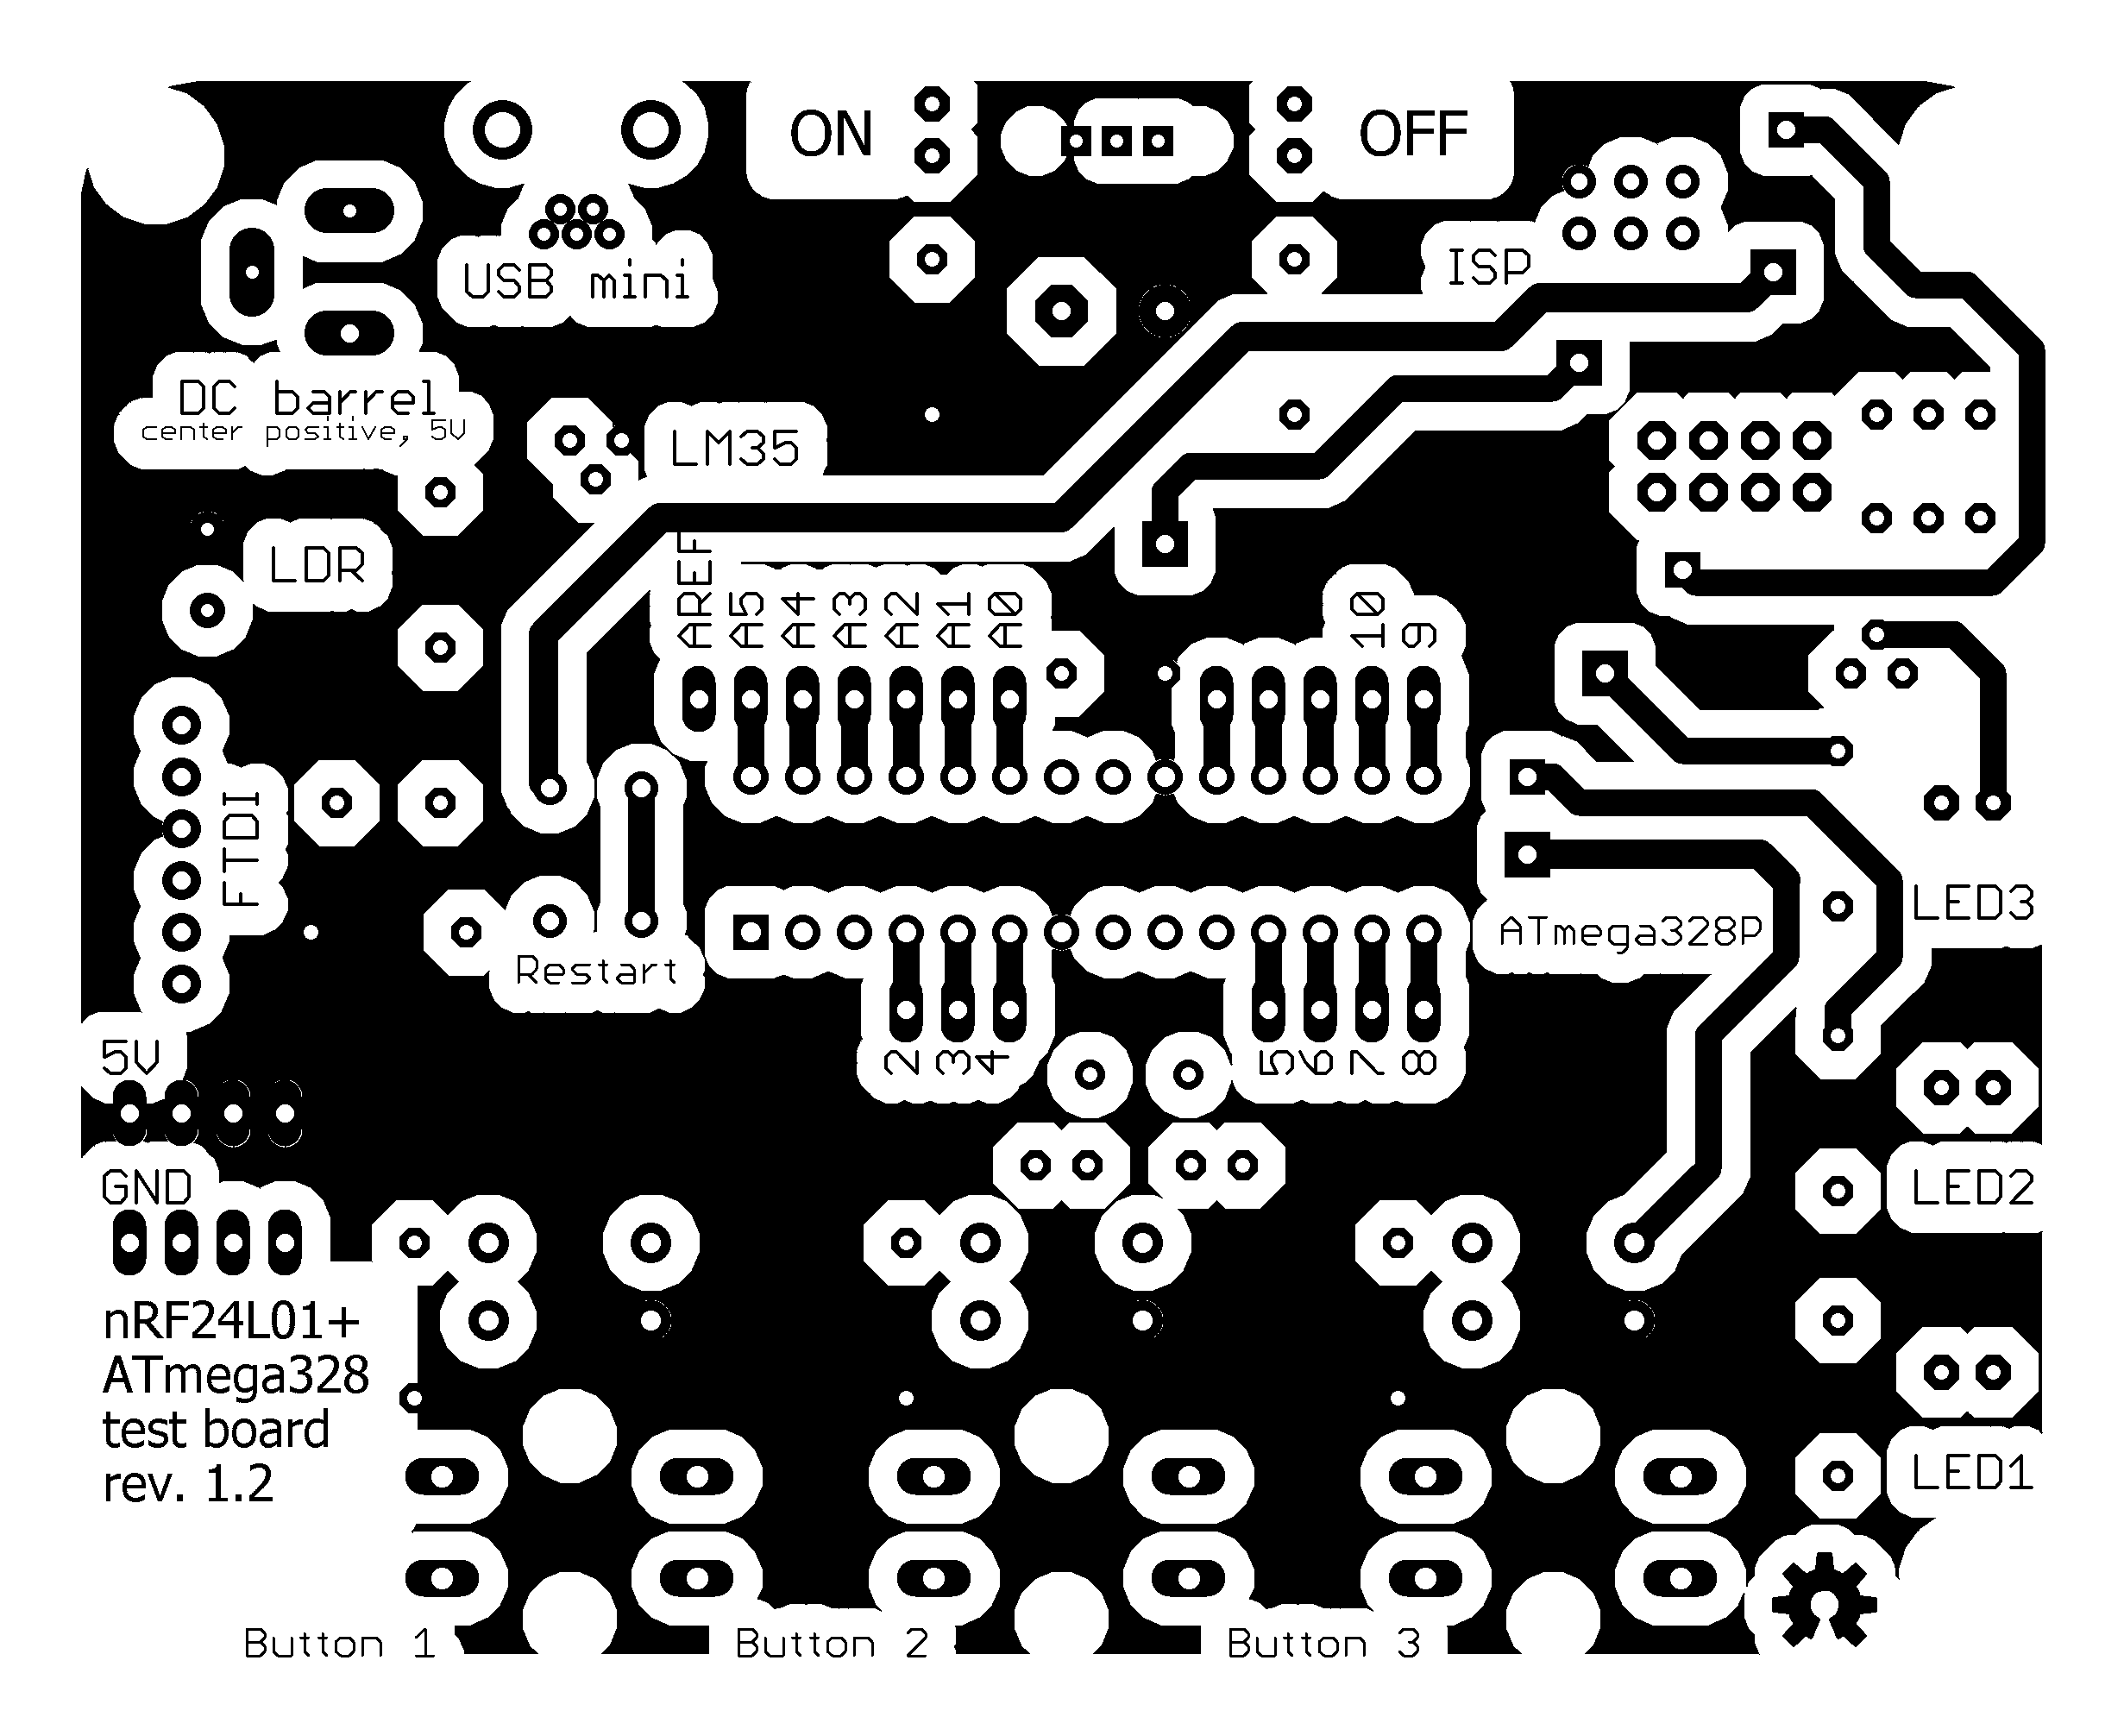 ON
OFF
USB mini
ISP
DC barrel
center positive, 5V
LM35
LDR
AREF
A5
A4
A3
A2
A1
A0
10
9
FTDI
LED3
ATmega328P
Restart
5V
2
3
4
5
6
7
8
GND
LED2
nRF24L01+
ATmega328
test board
rev. 1.2
LED1
Button 1
Button 2
Button 3